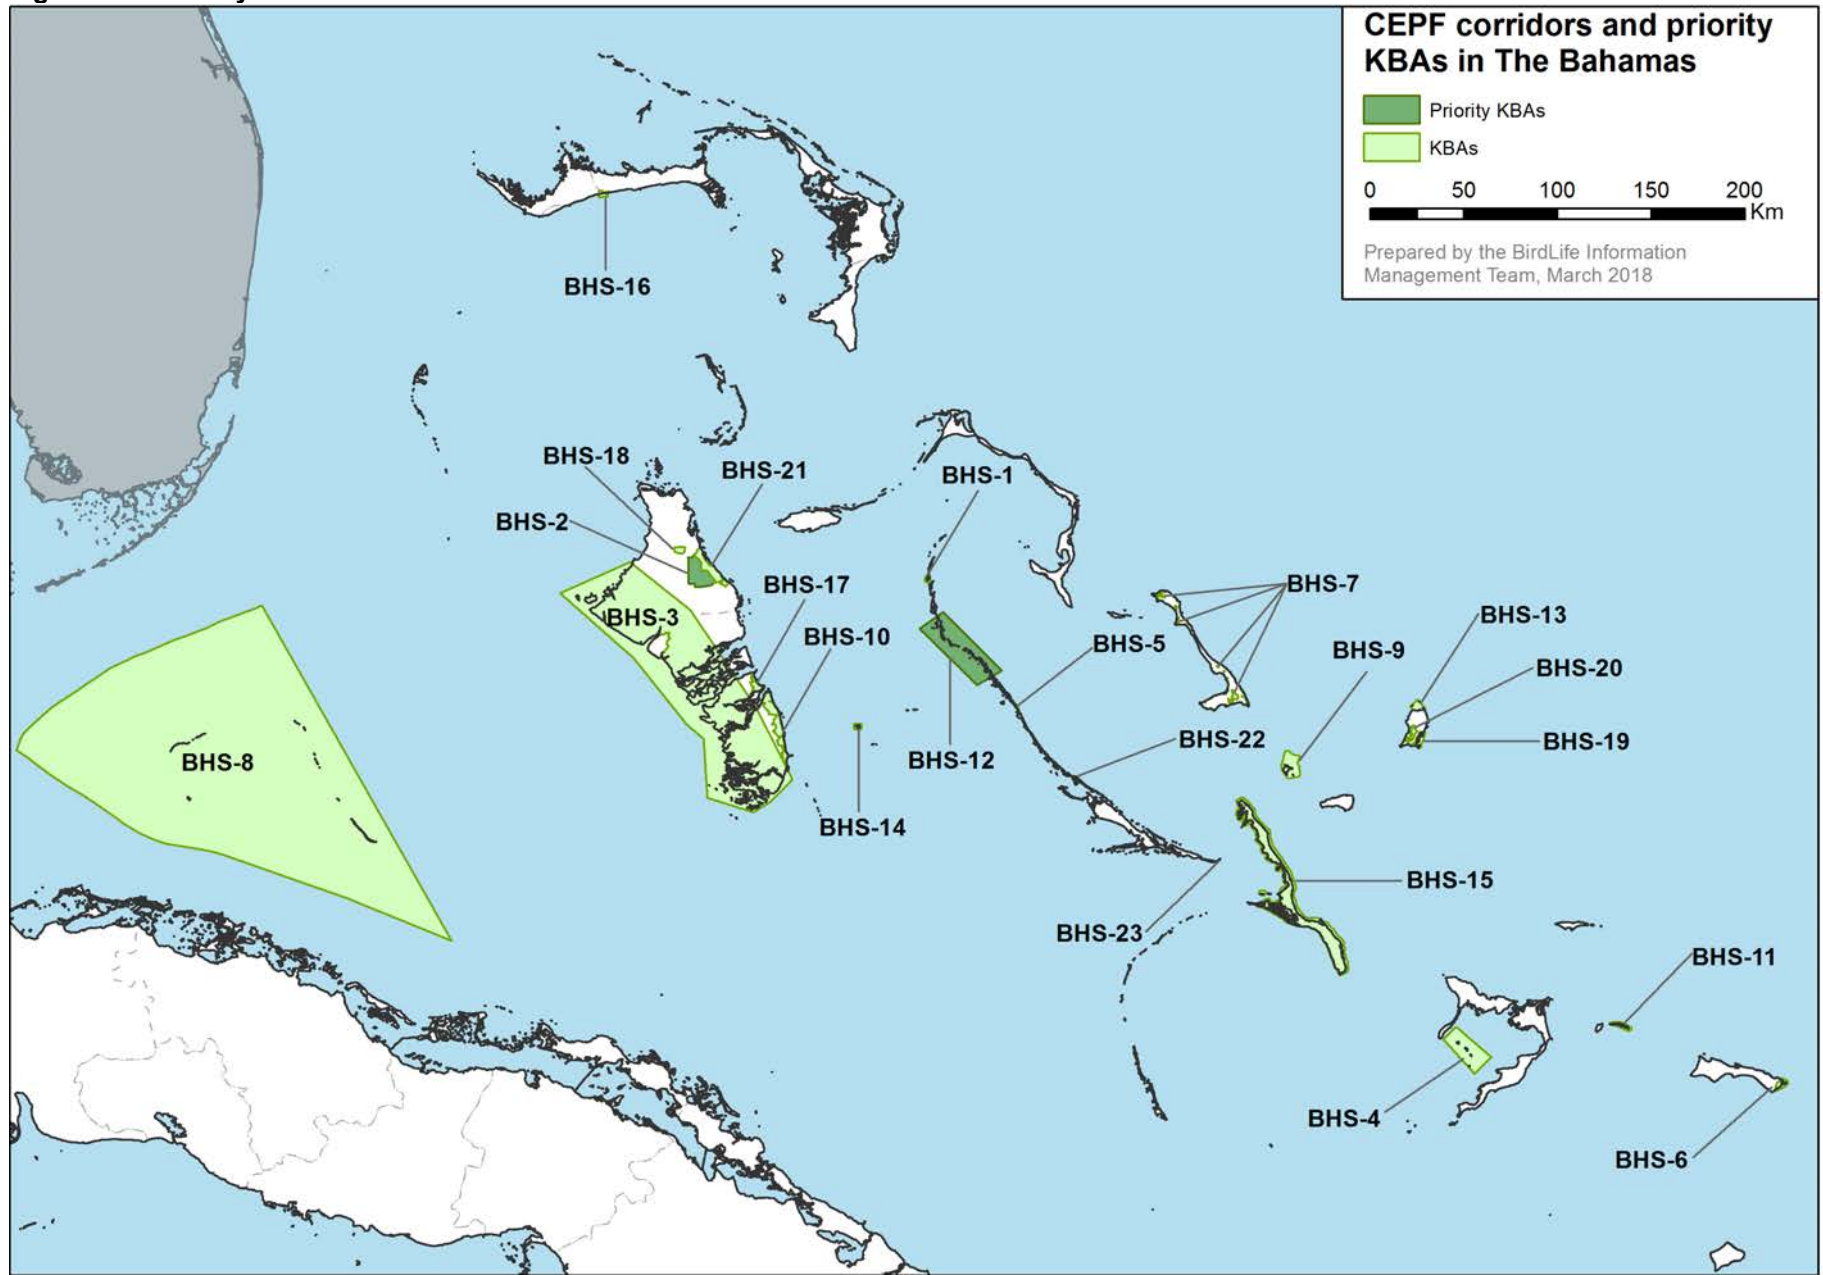 CEPF corridors and priority
KBAs in The Bahamas
Priority KBAs
KBAs
0 50 100 150 200
Km
Prepared by the BirdLife Information
Management Team, March 2018
BHS-16
BHS-18
BHS-21
BHS-1
BHS-2
BHS-17
BHS-7
BHS-3
BHS-13
BHS-10
BHS-5
BHS-9
BHS-20
BHS-22
BHS-19
BHS-12
BHS-8
BHS-14
BHS-15
BHS-23
BHS-11
BHS-4
BHS-6